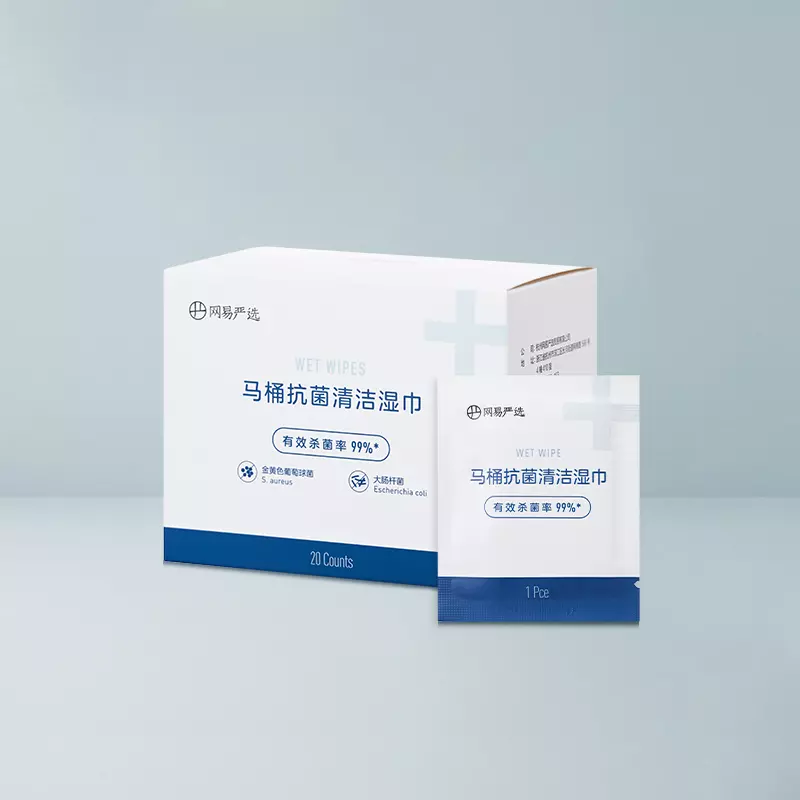 网易严选
WET WIPES
马桶抗菌清洁湿巾
有效杀菌率 99%*
金黄色葡萄球菌
S. aureus
大肠杆菌
Escherichia coli
20 Counts
网易严选
WET WIPE
马桶抗菌清洁湿巾
有效杀菌率 99%*
1 Pce